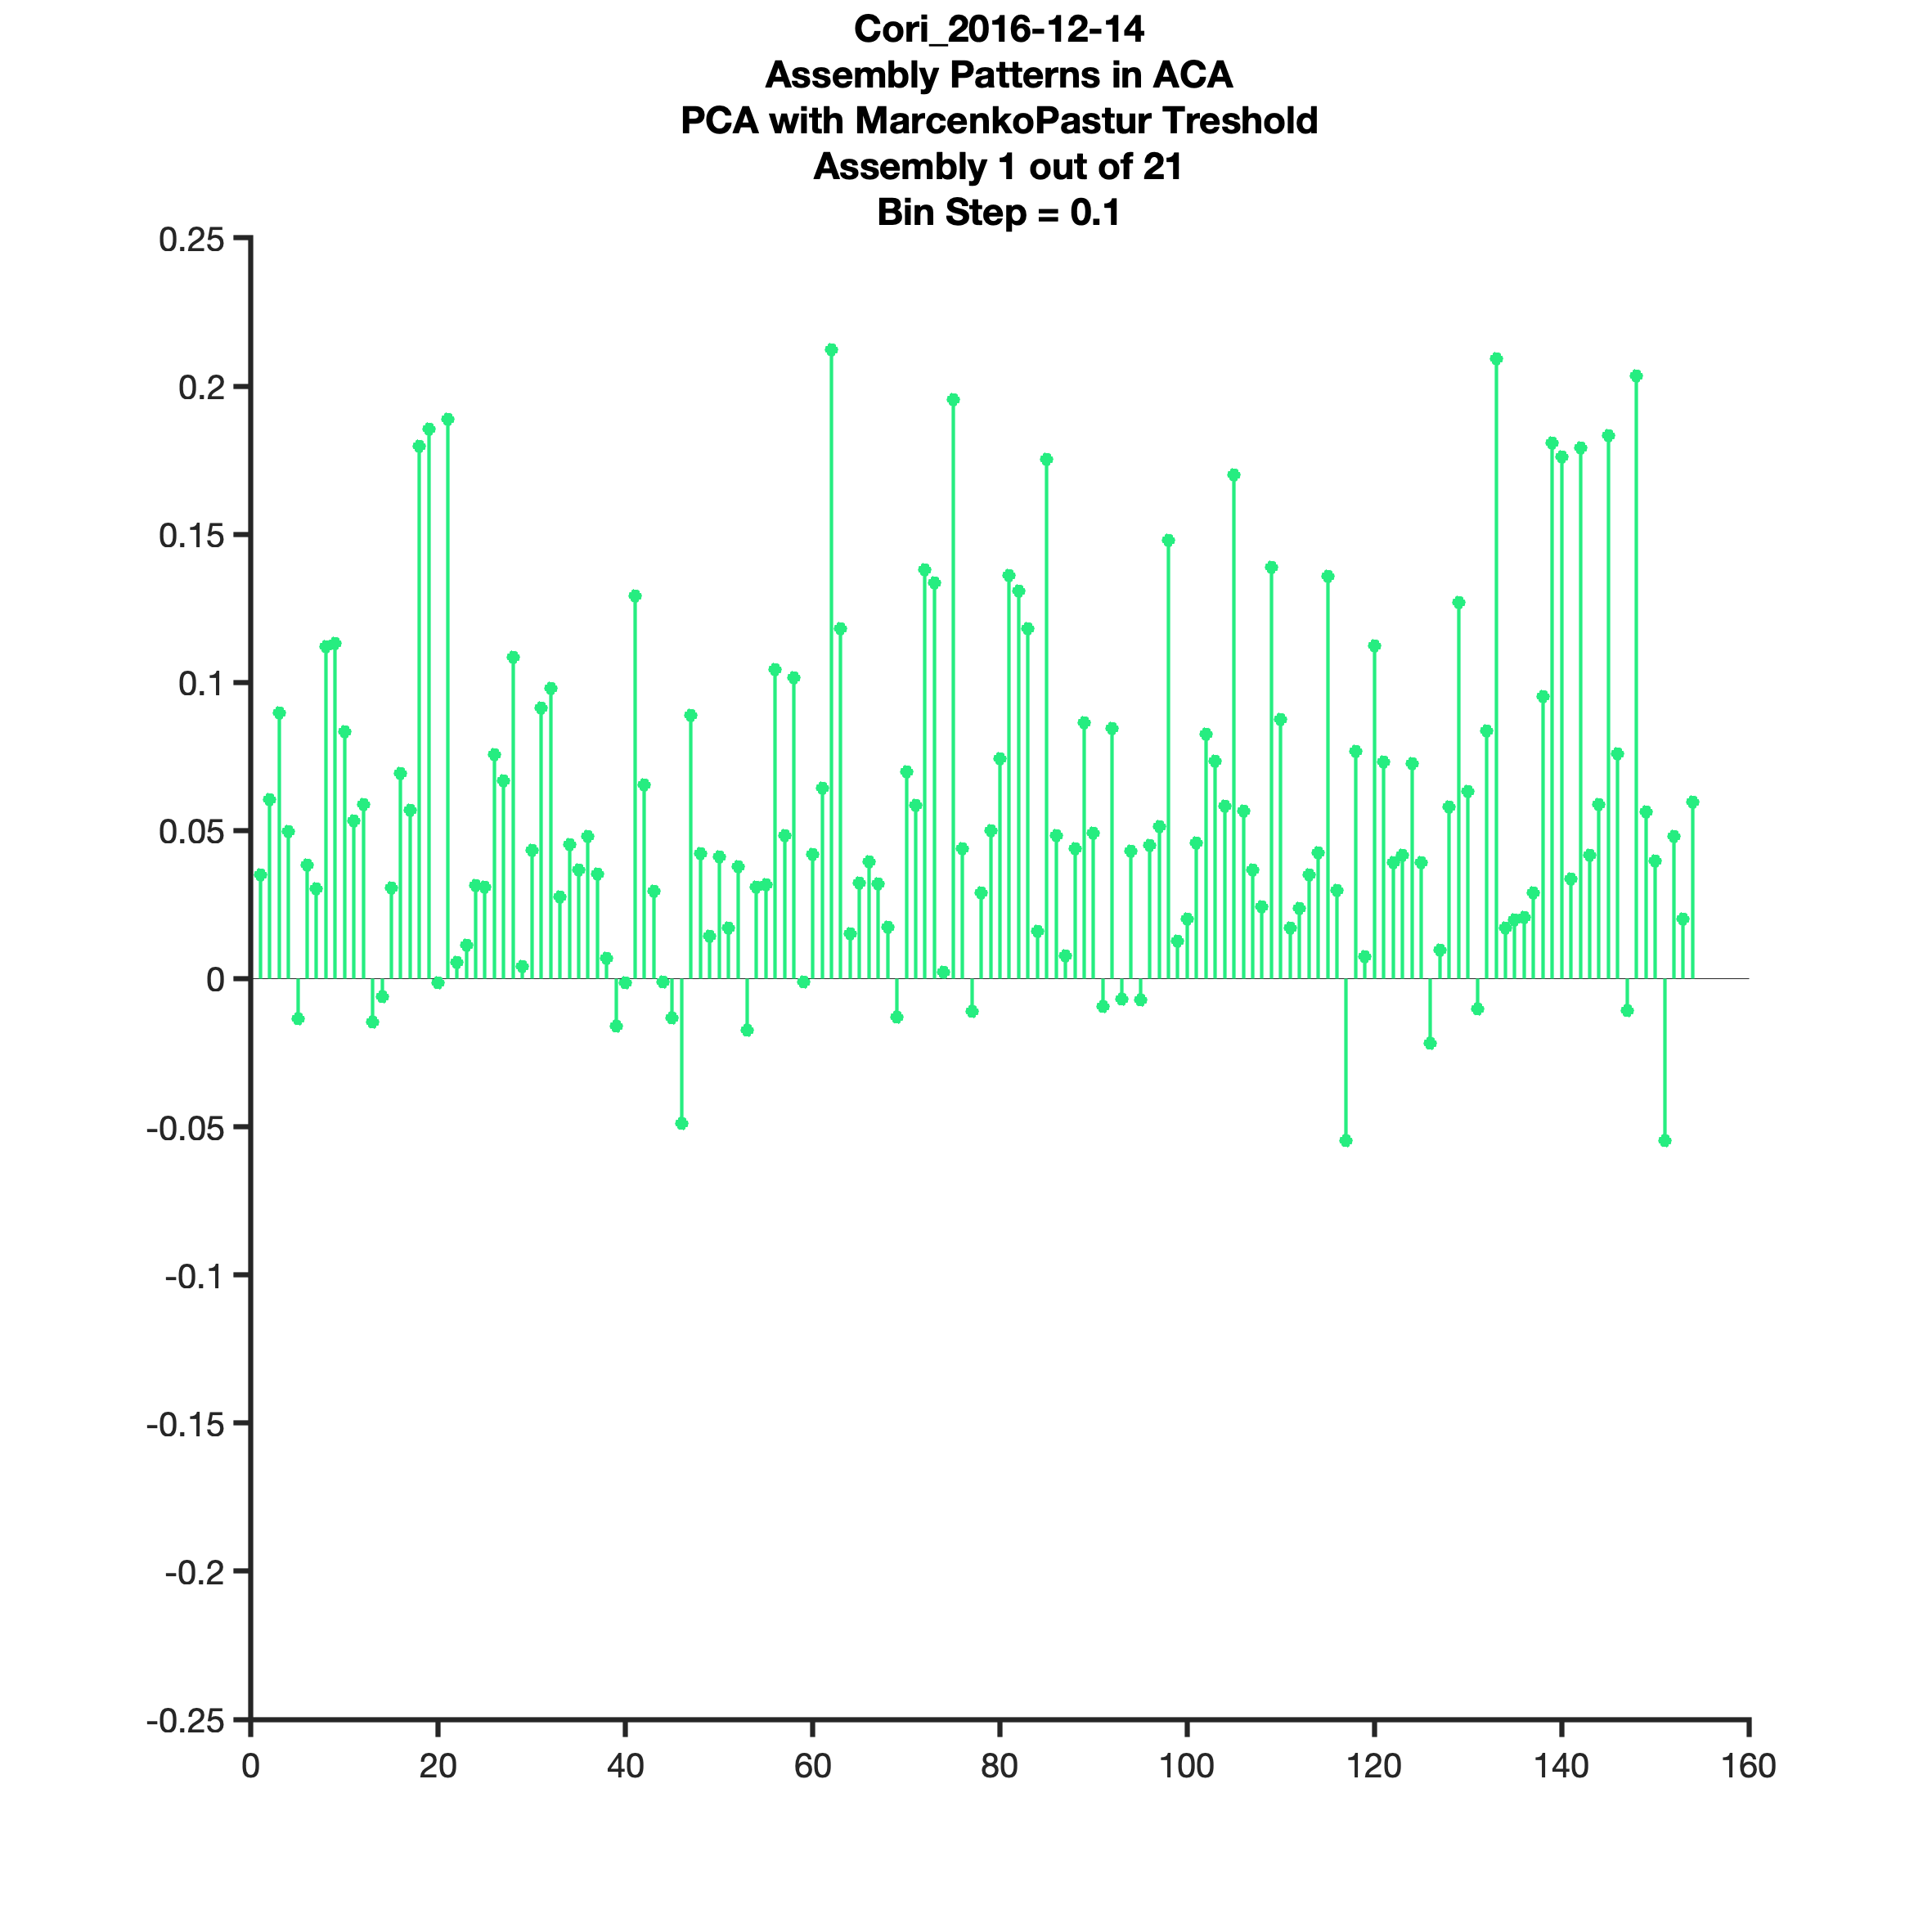 Cori_2016-12-14
Assembly Patterns in ACA
PCA with MarcenkoPastur Treshold
Assembly 1 out of 21
Bin Step = 0.1
0.25
0.2
0.15
0.1
0.05
0
-0.05
-0.1
-0.15
-0.2
-0.25
0 20 40 60 80 100 120 140 160